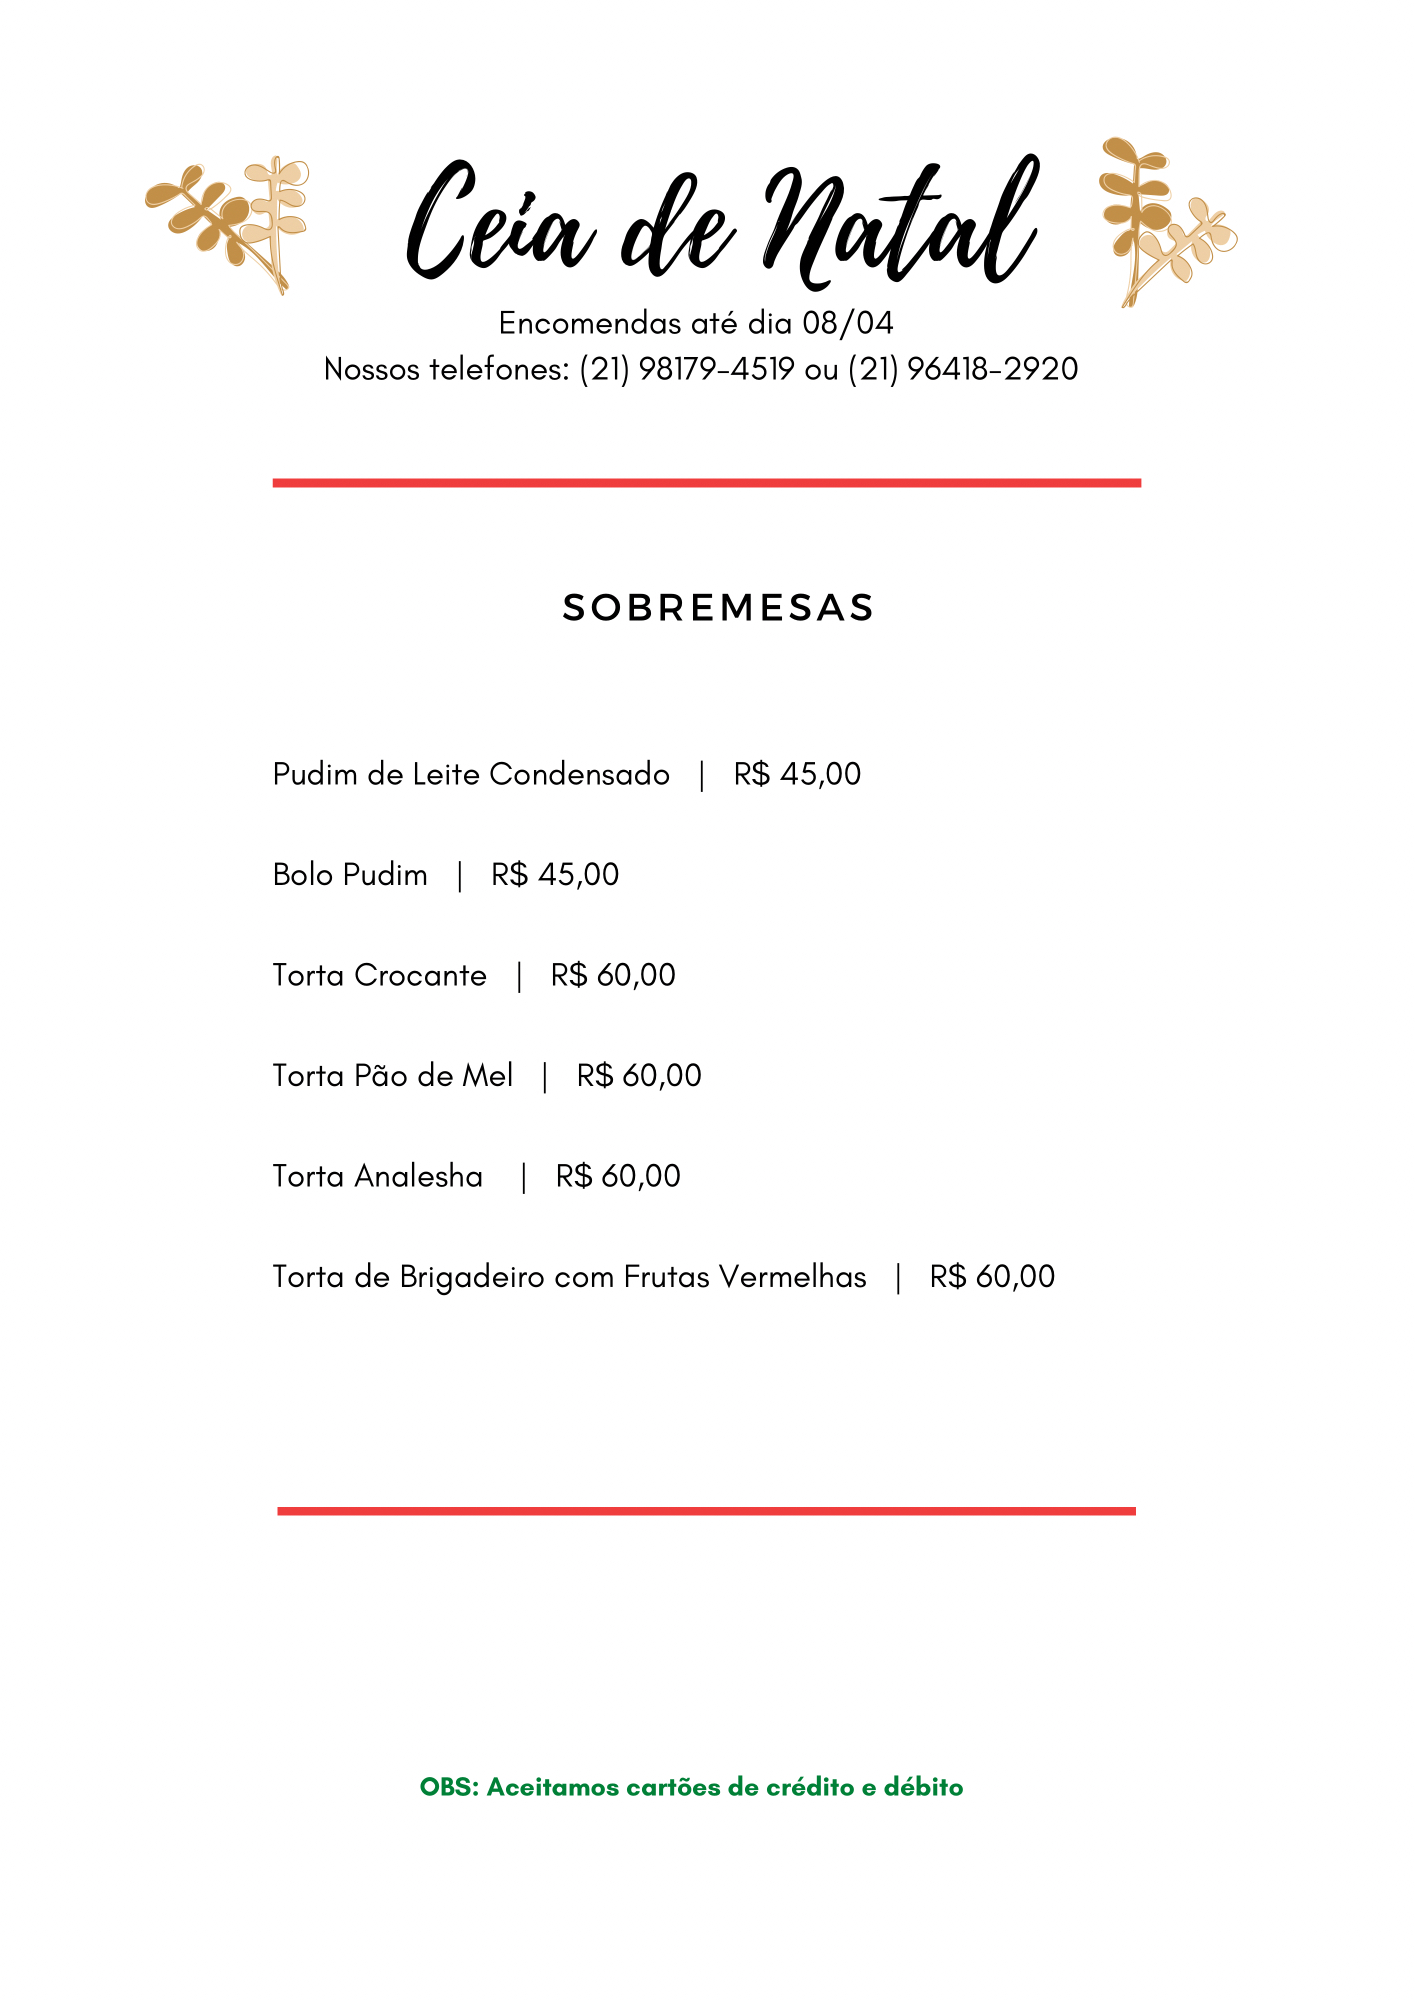 Ceia de Natal
Encomendas até dia 08/04
Nossos telefones: (21) 98179-4519 ou (21) 96418-2920
SOBREMESAS
Pudim de Leite Condensado | R$ 45,00
Bolo Pudim | R$ 45,00
Torta Crocante | R$ 60,00
Torta Pão de Mel | R$ 60,00
Torta Analesha | R$ 60,00
Torta de Brigadeiro com Frutas Vermelhas | R$ 60,00
OBS: Aceitamos cartões de crédito e débito